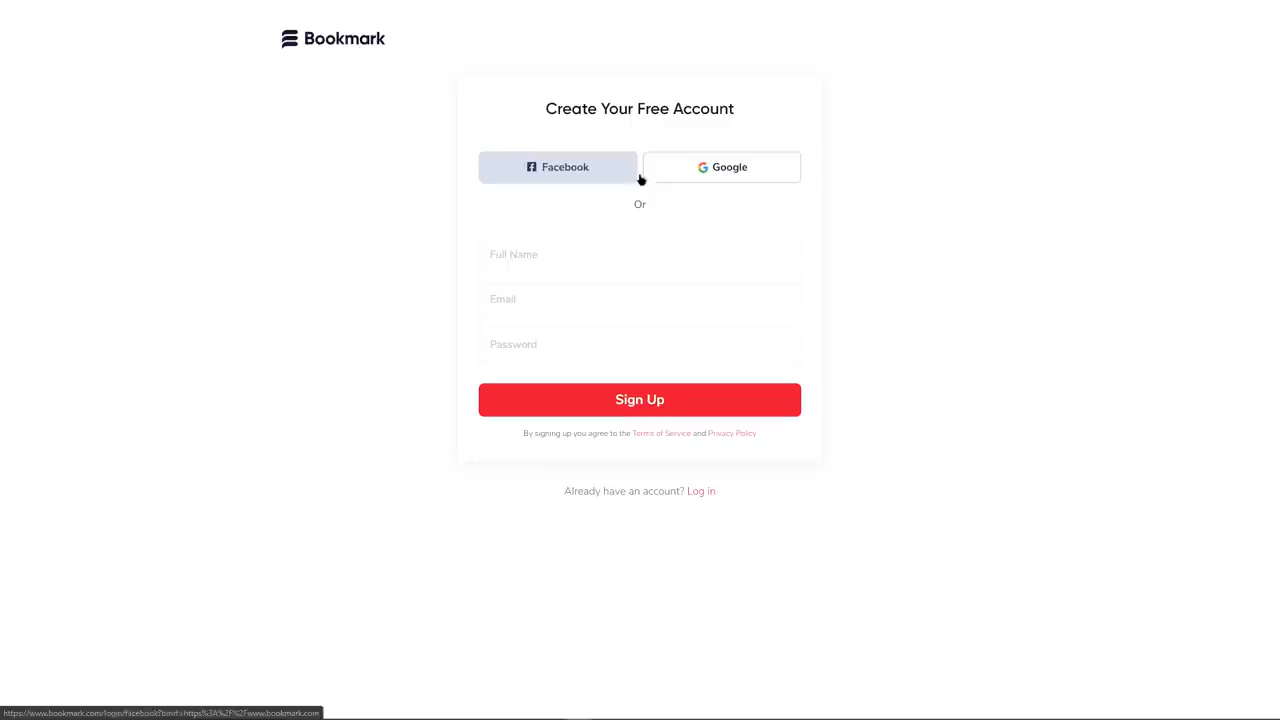 Bookmark
Create Your Free Account
Facebook
Google
Or
Full Name
Email
Password
Sign Up
By signing up you agree to the Terms of Service and Privacy Policy
Already have an account? Log in